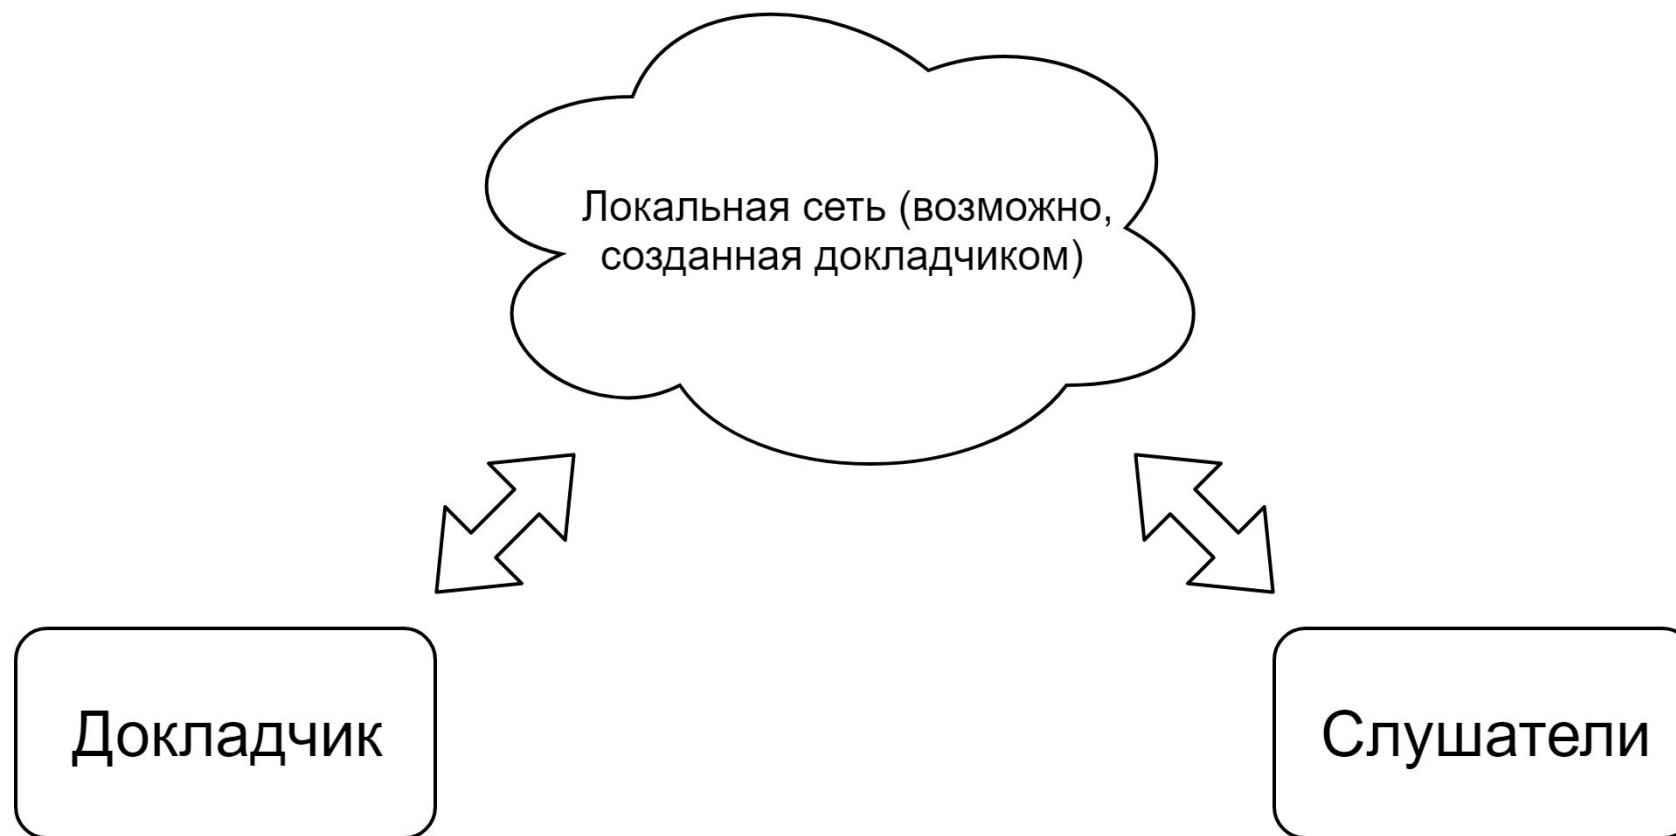 Локальная сеть (возможно,
созданная докладчиком)
Докладчик
Слушатели